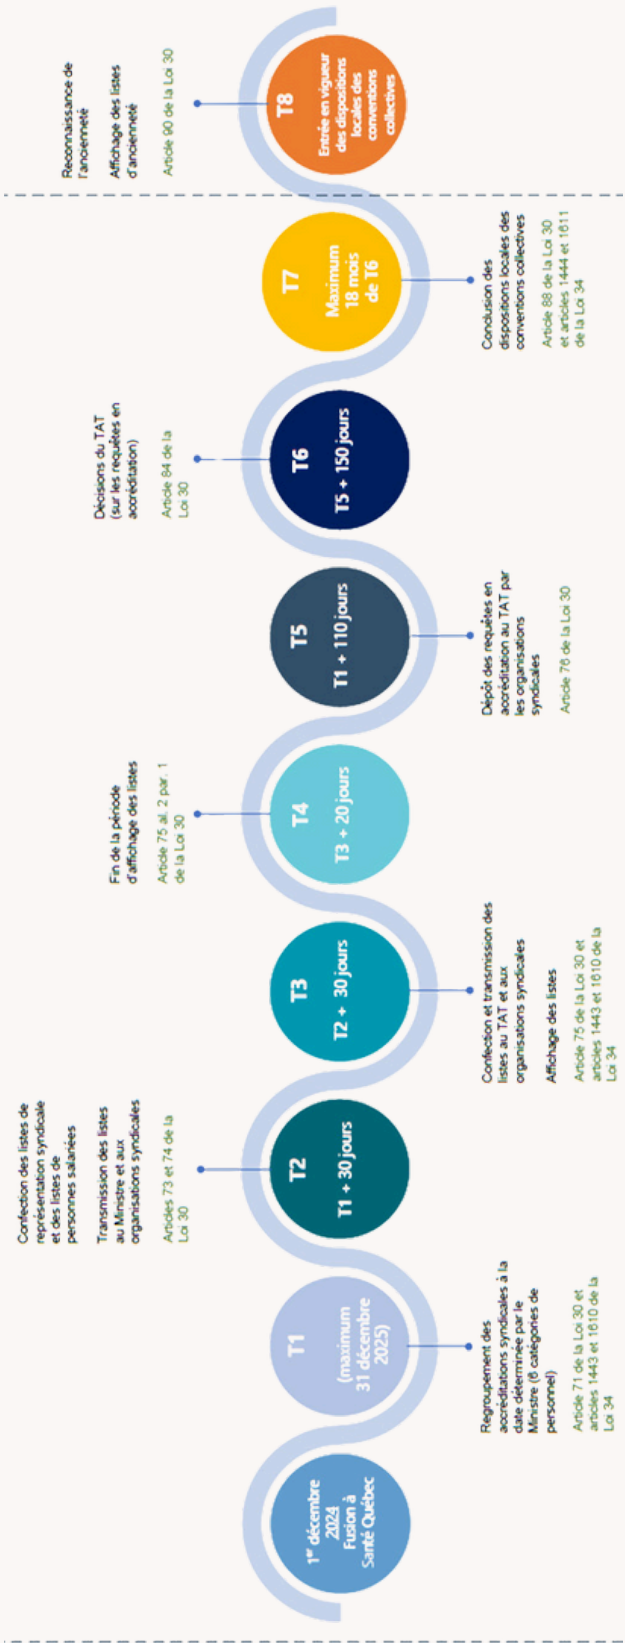 1er décembre
2024
Fusion à
Santé Québec
T1
(maximum
31 décembre
2025)
Regroupement des
accréditations syndicales à la
date déterminée par le
Ministre (6 catégories de
personnel)
Article 71 de la Loi 30 et
articles 1443 et 1610 de la
Loi 34
Confection des listes de
représentation syndicale
et des listes de
personnes salariées
Transmission des listes
au Ministre et aux
organisations syndicales
Articles 73 et 74 de la
Loi 30
T2
T1 + 30 jours
T3
T2 + 30 jours
Confection et transmission des
listes au TAT et aux
organisations syndicales
Affichage des listes
Article 75 de la Loi 30 et
articles 1443 et 1610 de la
Loi 34
Fin de la période
d'affichage des listes
Article 75 al. 2 par. 1
de la Loi 30
T4
T3 + 20 jours
T5
T1 + 110 jours
Dépôt des requêtes en
accréditation au TAT par
les organisations
syndicales
Article 76 de la Loi 30
Décisions du TAT
(sur les requêtes en
accréditation)
Article 84 de la
Loi 30
T6
T5 + 150 jours
T7
Maximum
18 mois
de T6
Conclusion des
dispositions locales des
conventions collectives
Article 88 de la Loi 30
et articles 1444 et 1611
de la Loi 34
Reconnaissance de
l'ancienneté
Affichage des listes
d'ancienneté
Article 90 de la Loi 30
T8
Entrée en vigueur
des dispositions
locales des
conventions
collectives